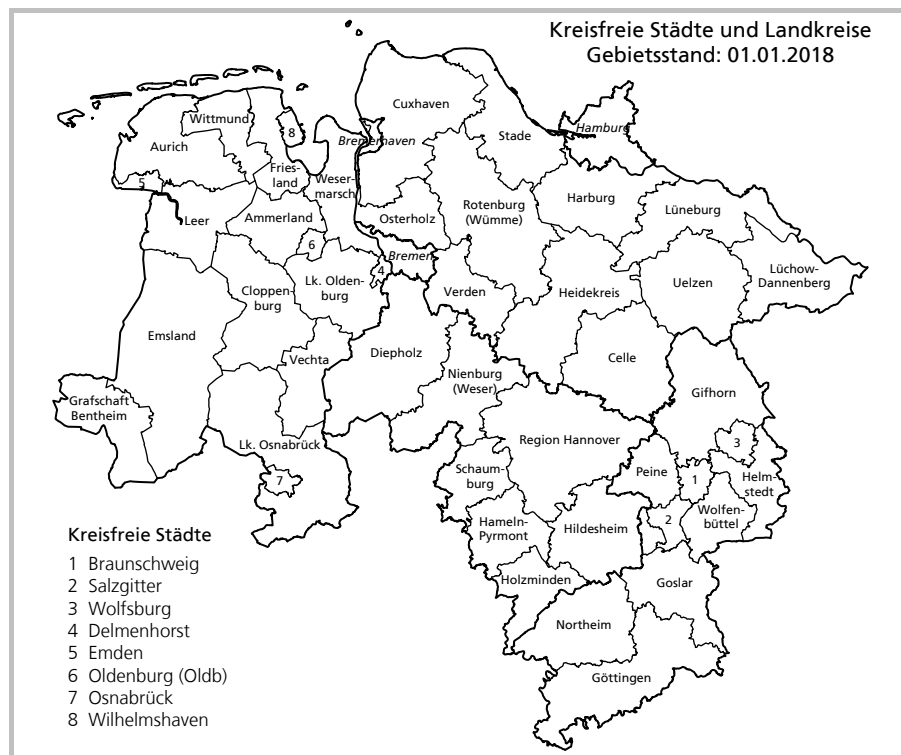 Kreisfreie Städte und Landkreise
Gebietsstand: 01.01.2018
Cuxhaven
Wittmund
8
Stade
Hamburg
Bremerhaven
Aurich
Fries-
land
Weser-
marsch
5
Harburg
Leer
Ammerland
Osterholz
Rotenburg
(Wümme)
Lüneburg
6
Bremen
4
Lk. Olden-
burg
Cloppen-
burg
Verden
Heidekreis
Uelzen
Lüchow-
Dannenberg
Emsland
Vechta
Diepholz
Celle
Nienburg
(Weser)
Gifhorn
Grafschaft
Bentheim
Lk. Osnabrück
Region Hannover
3
7
Schaum-
burg
Peine
1
Helm-
stedt
2
Wolfen-
büttel
Hameln-
Pyrmont
Hildesheim
Holzminden
Goslar
Northeim
Göttingen
Kreisfreie Städte
1 Braunschweig
2 Salzgitter
3 Wolfsburg
4 Delmenhorst
5 Emden
6 Oldenburg (Oldb)
7 Osnabrück
8 Wilhelmshaven